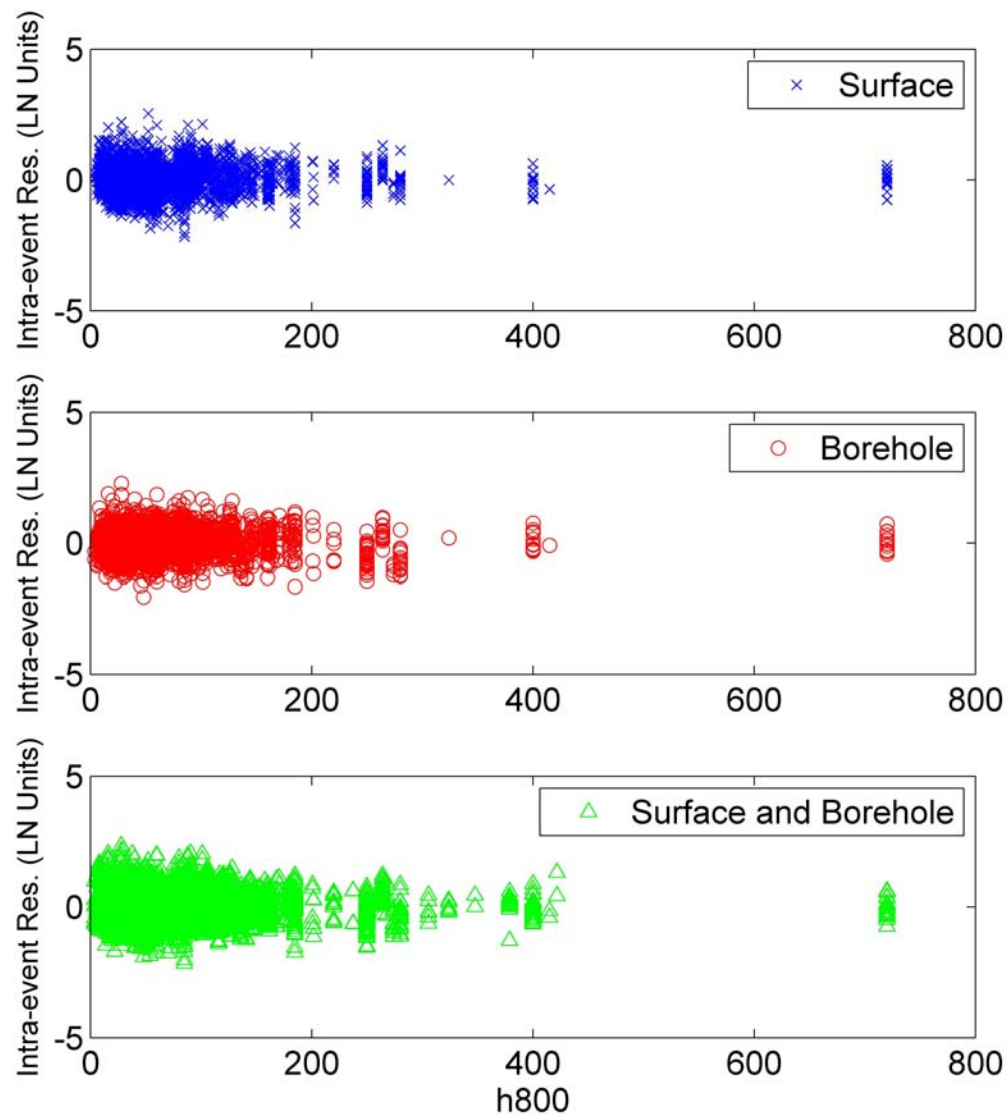 5
Surface
0
-5
0 200 400 600 800
Intra-event Res. (LN Units)
5
Borehole
0
-5
0 200 400 600 800
Intra-event Res. (LN Units)
5
Surface and Borehole
0
-5
0 200 400 600 800
Intra-event Res. (LN Units)
h800